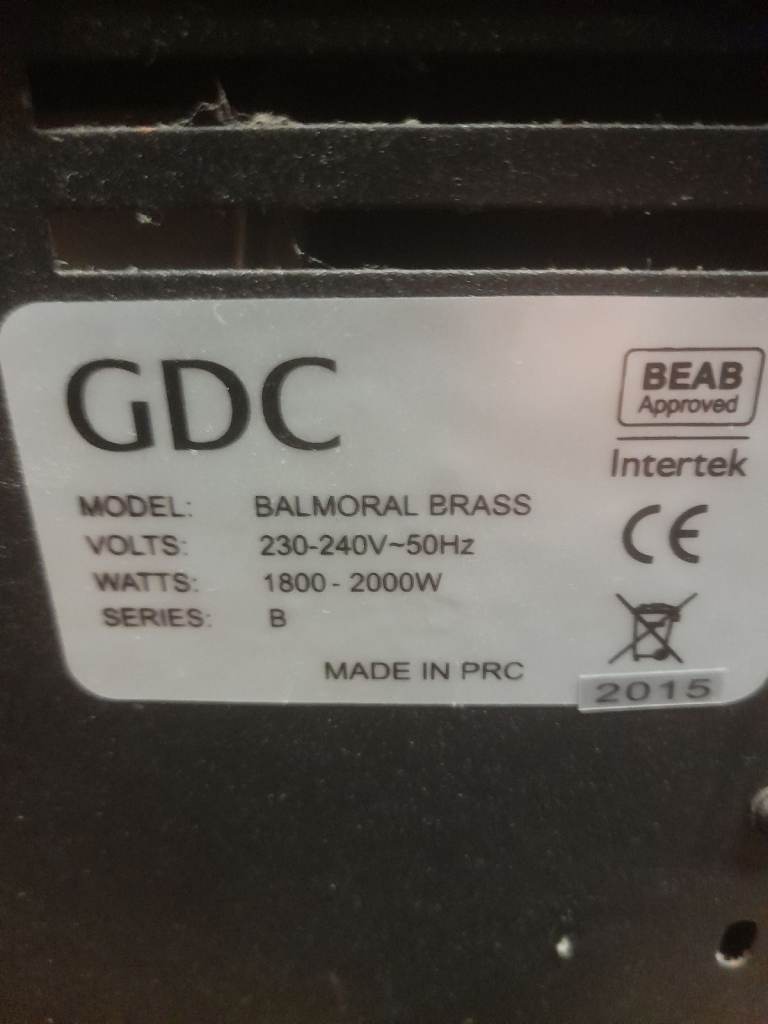 GDC
BEAB
Approved
Intertek
CE
MODEL: BALMORAL BRASS
VOLTS: 230-240V~50Hz
WATTS: 1800 - 2000W
SERIES: B
MADE IN PRC
2015